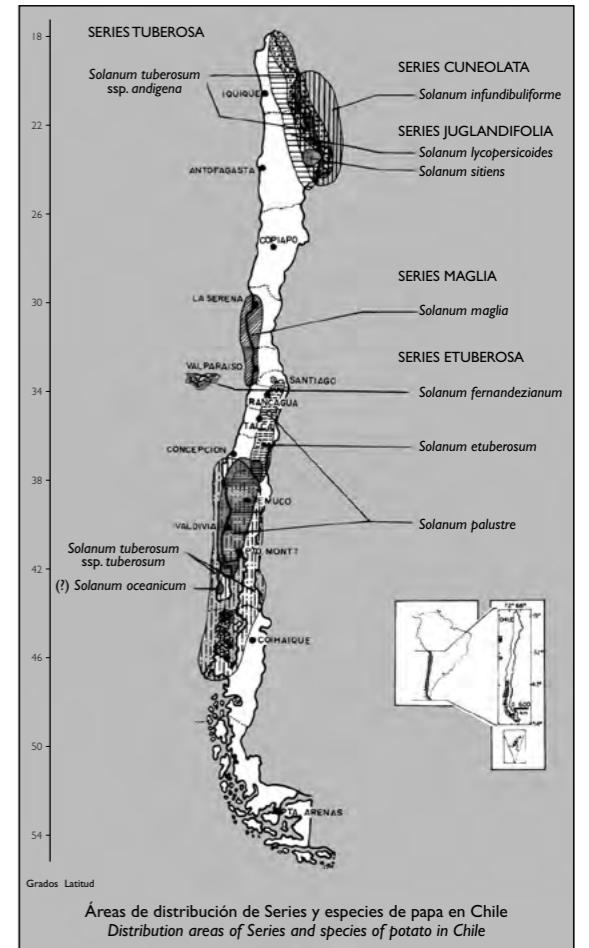 18
22
26
30
34
38
42
46
50
54
Grados Latitud
SERIES TUBEROSA
Solanum tuberosum
ssp. andigena
SERIES CUNEOLATA
Solanum infundibuliforme
SERIES JUGLANDIFOLIA
Solanum lycopersicoides
Solanum sitiens
IQUIQUE
ANTOFAGASTA
COPIAPO
SERIES MAGLIA
LA SERENA
Solanum maglia
SERIES ETUBEROSA
VALPARAISO
SANTIAGO
Solanum fernandezianum
RANCAGUA
TALCA
Solanum etuberosum
CONCEPCION
TEMUCO
VALDIVIA
Solanum palustre
Solanum tuberosum
ssp. tuberosum
PTO. MONTT
(?) Solanum oceanicum
COIHAIQUE
PTA. ARENAS
CHILE
Áreas de distribución de Series y especies de papa en Chile
Distribution areas of Series and species of potato in Chile